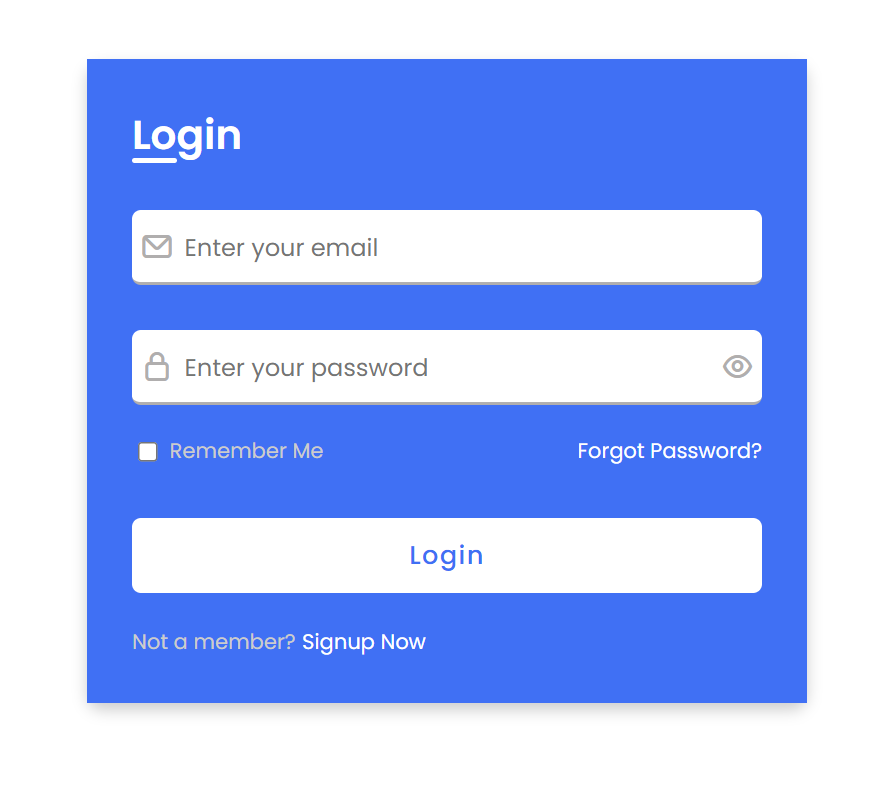 Login
Enter your email
Enter your password
Remember Me Forgot Password?
Login
Not a member? Signup Now